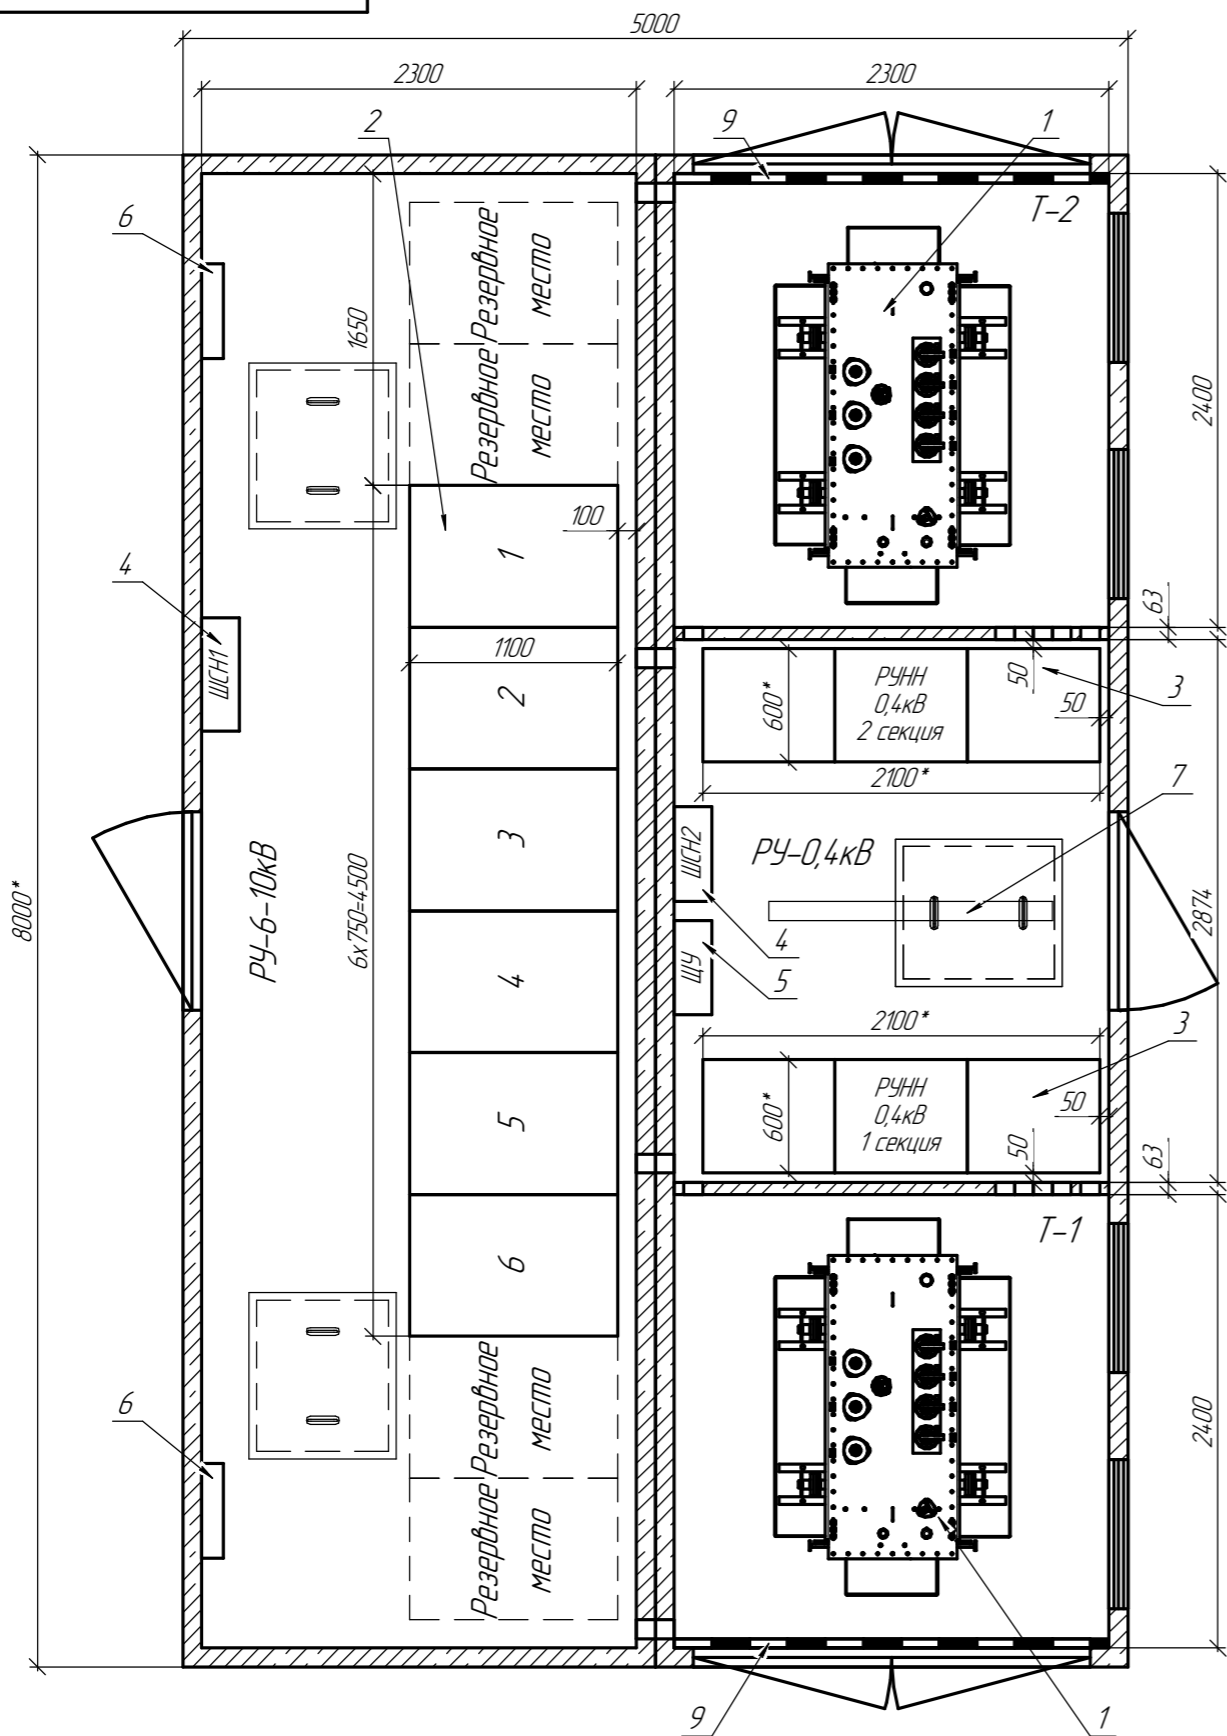 5000
2300
2300
2
9
1
6
Т-2
Резервное
место
1650
Резервное
место
2400
100
1
4
ШСН1
63
1100
2
600*
РУНН
0,4кВ
2 секция
50
50
3
2100*
7
3
ШСН2
РУ-0,4кВ
8000*
РУ-6-10кВ
6х750=4500
2874
4
4
5
ЩУ
2100*
3
5
600*
РУНН
0,4кВ
1 секция
50
50
63
6
Т-1
Резервное
место
6
Резервное
место
2400
9
1